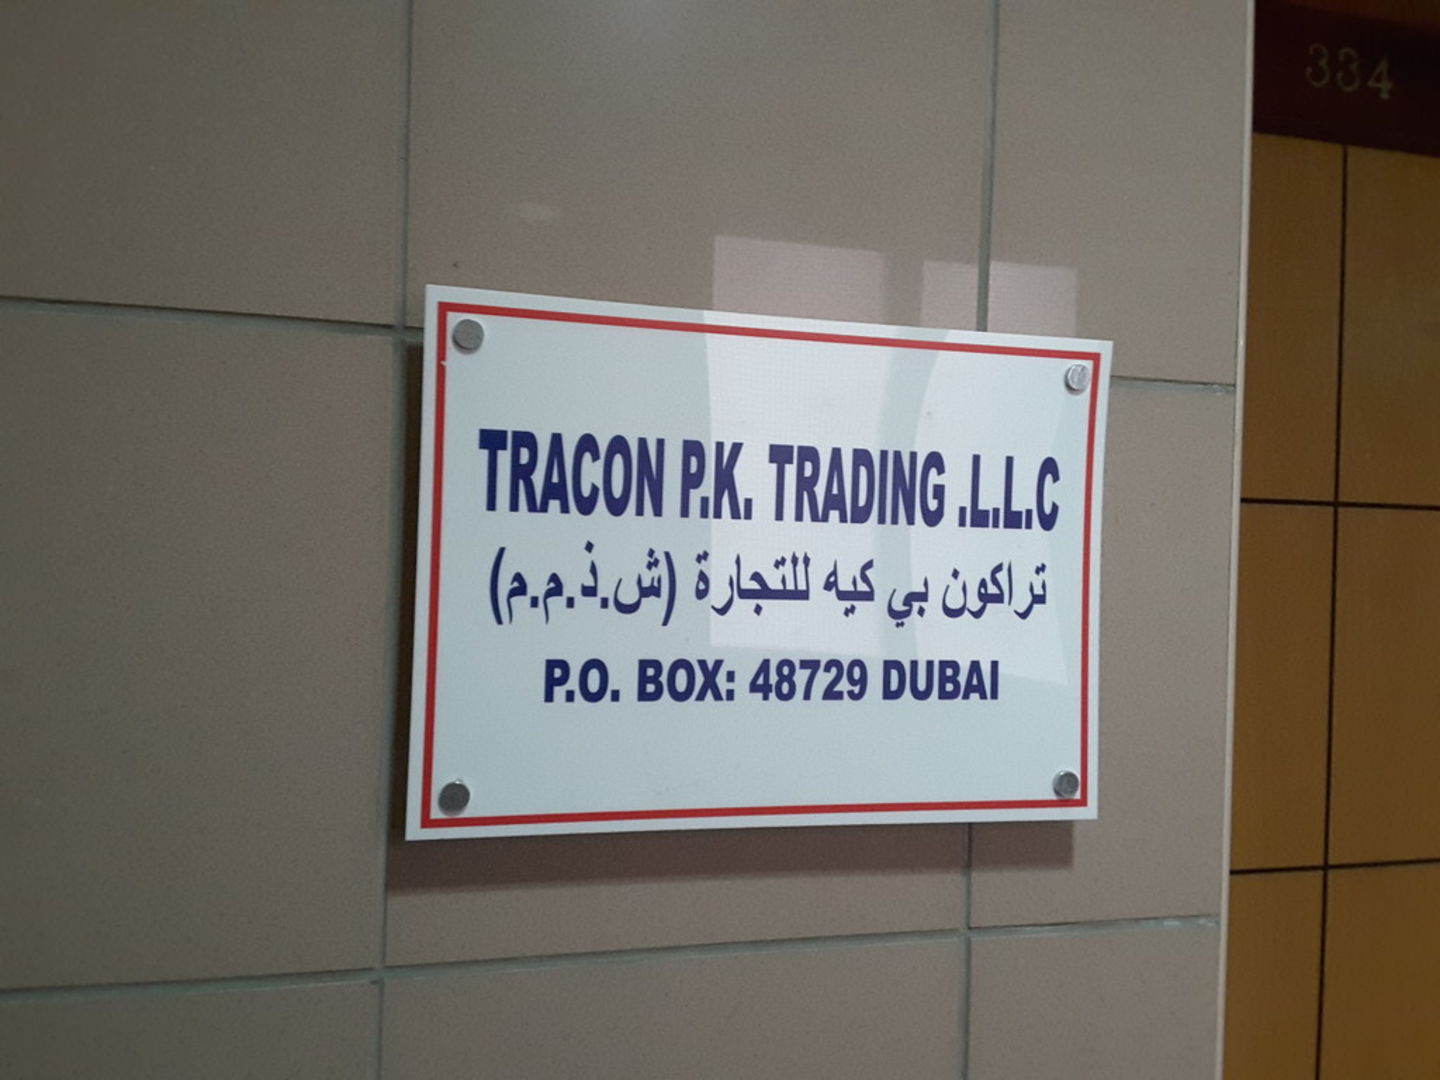 334
TRACON P.K. TRADING .L.L.C
تراكون بي كيه للتجارة (ش.ذ.م.م)
P.O. BOX: 48729 DUBAI